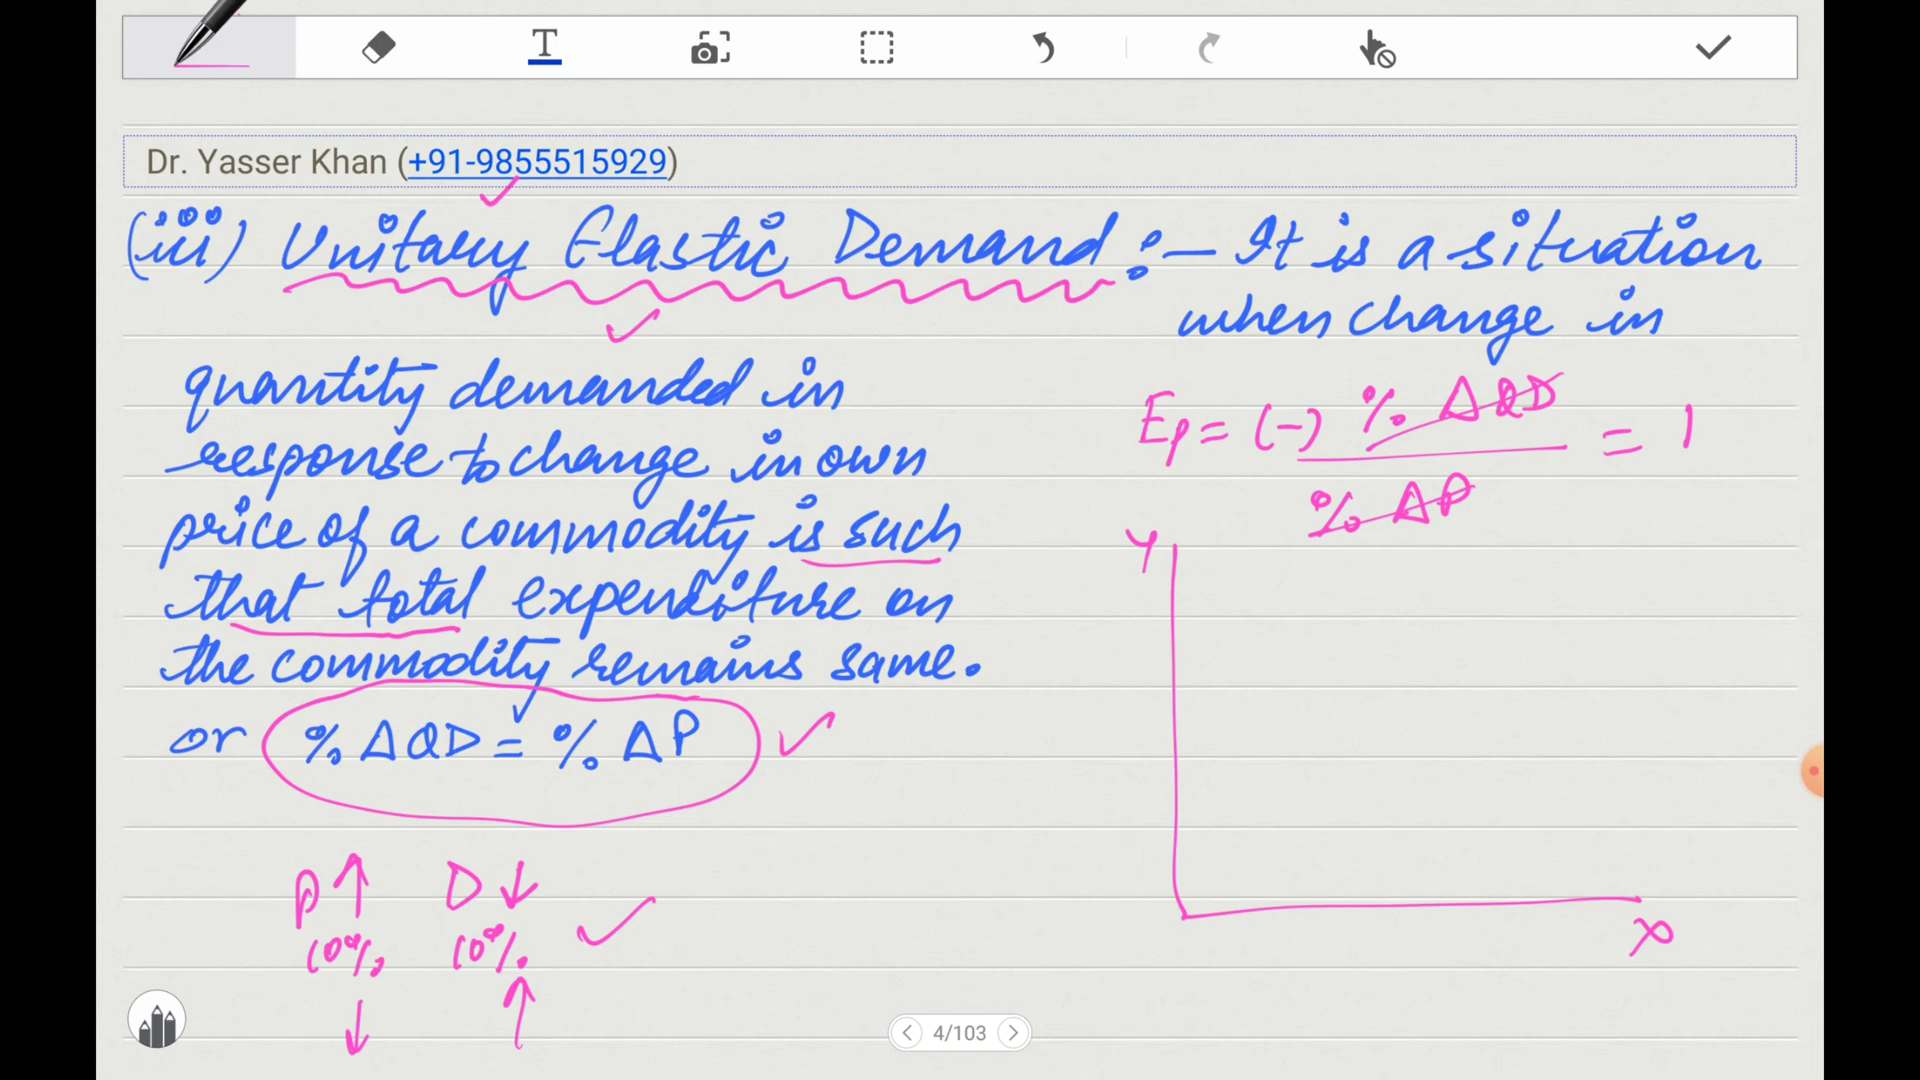 T
Dr. Yasser Khan (+91-9855515929)
(iii) Unitary Elastic Demand :- It is a situation
when change in
quantity demanded in
response to change in own
price of a commodity is such
that total expenditure on
the commodity remains same.
or % ΔQD = % ΔP
Ep = (-) % ΔQD = 1
% ΔP
Y
X
P ↑ D ↓
10% 10%
↓ ↑
4/103